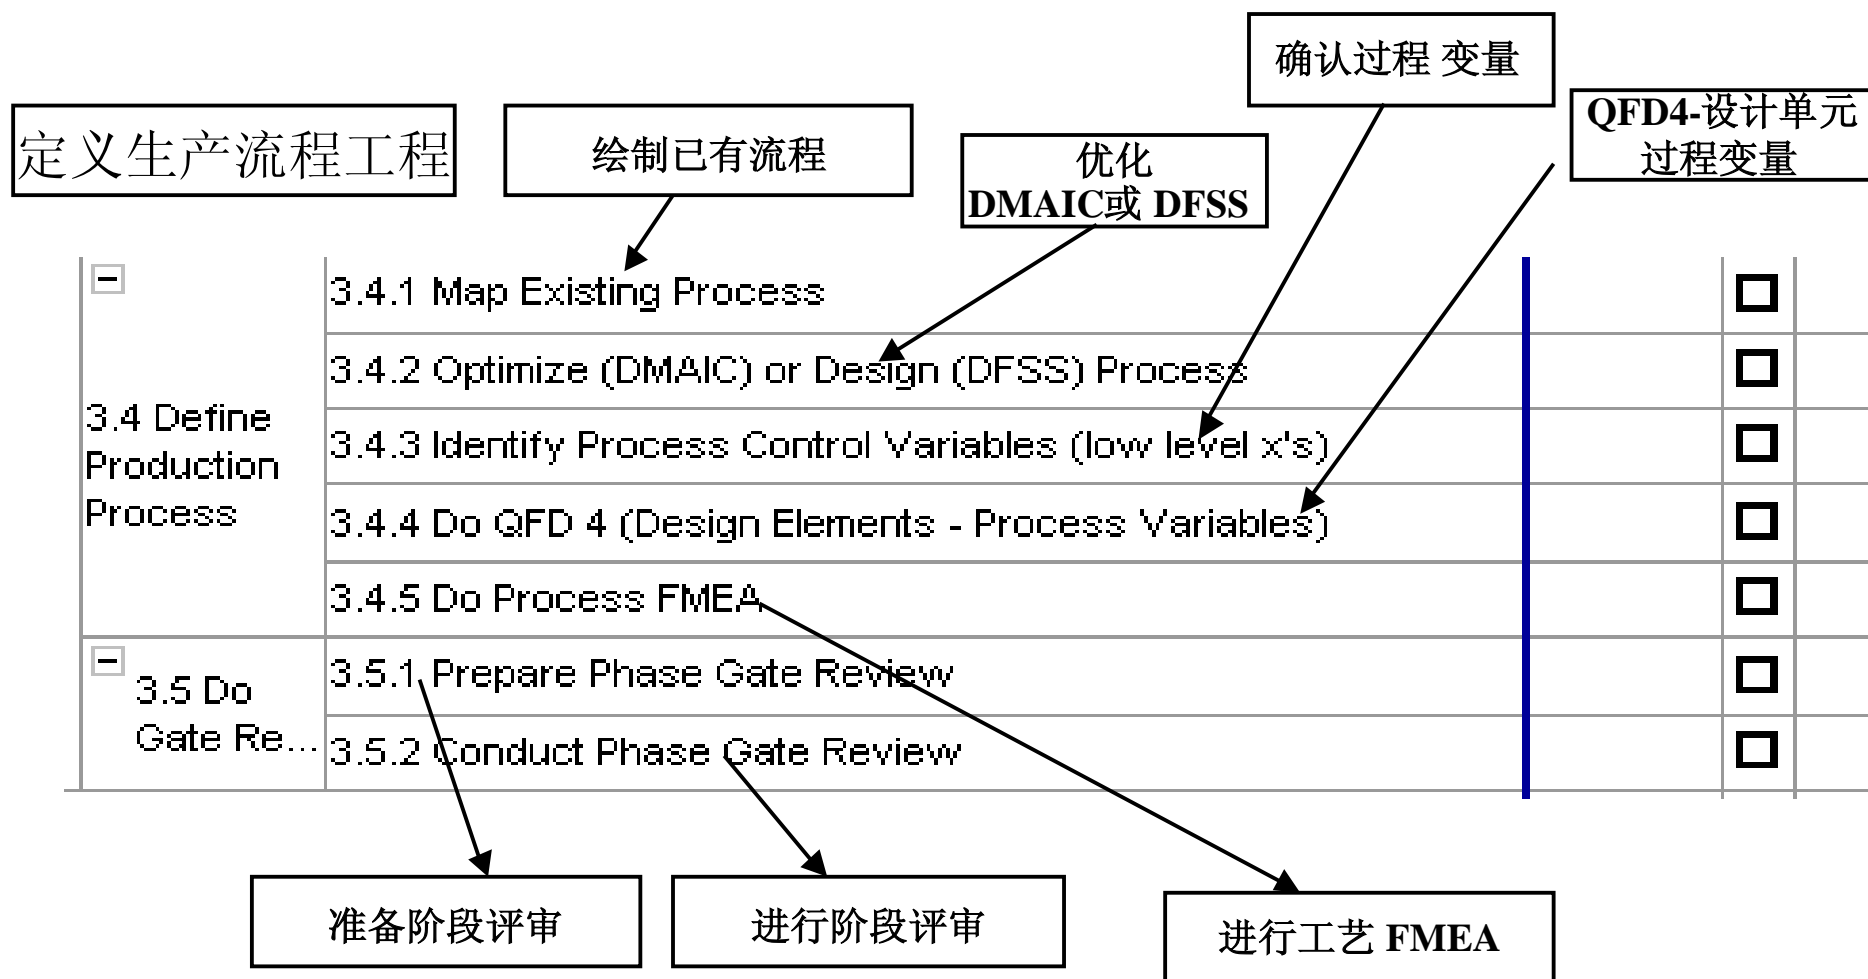 确认过程 变量
QFD4-设计单元
过程变量
定义生产流程工程
绘制已有流程
优化
DMAIC或 DFSS
3.4 Define
Production
Process
3.4.1 Map Existing Process
3.4.2 Optimize (DMAIC) or Design (DFSS) Process
3.4.3 Identify Process Control Variables (low level x's)
3.4.4 Do QFD 4 (Design Elements - Process Variables)
3.4.5 Do Process FMEA
3.5 Do
Gate Re...
3.5.1 Prepare Phase Gate Review
3.5.2 Conduct Phase Gate Review
准备阶段评审
进行阶段评审
进行工艺 FMEA